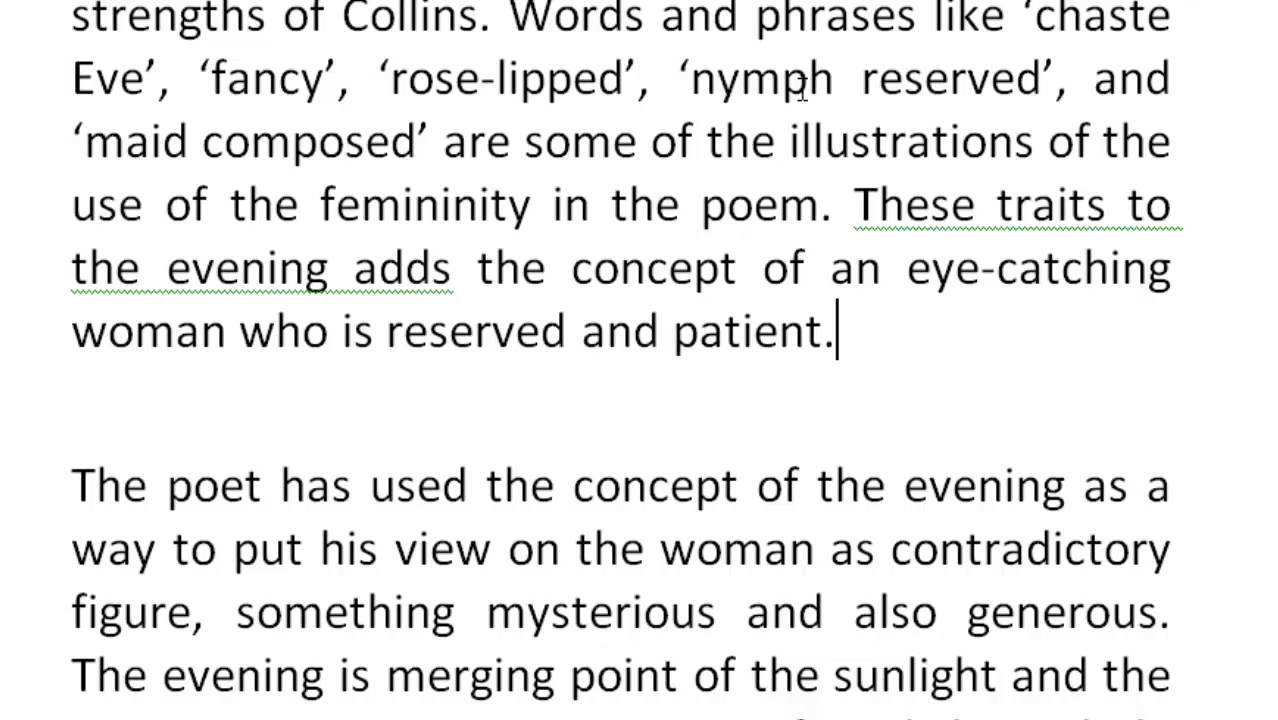 strengths of Collins. Words and phrases like ‘chaste
Eve’, ‘fancy’, ‘rose-lipped’, ‘nymph reserved’, and
‘maid composed’ are some of the illustrations of the
use of the femininity in the poem. These traits to
the evening adds the concept of an eye-catching
woman who is reserved and patient.
The poet has used the concept of the evening as a
way to put his view on the woman as contradictory
figure, something mysterious and also generous.
The evening is merging point of the sunlight and the